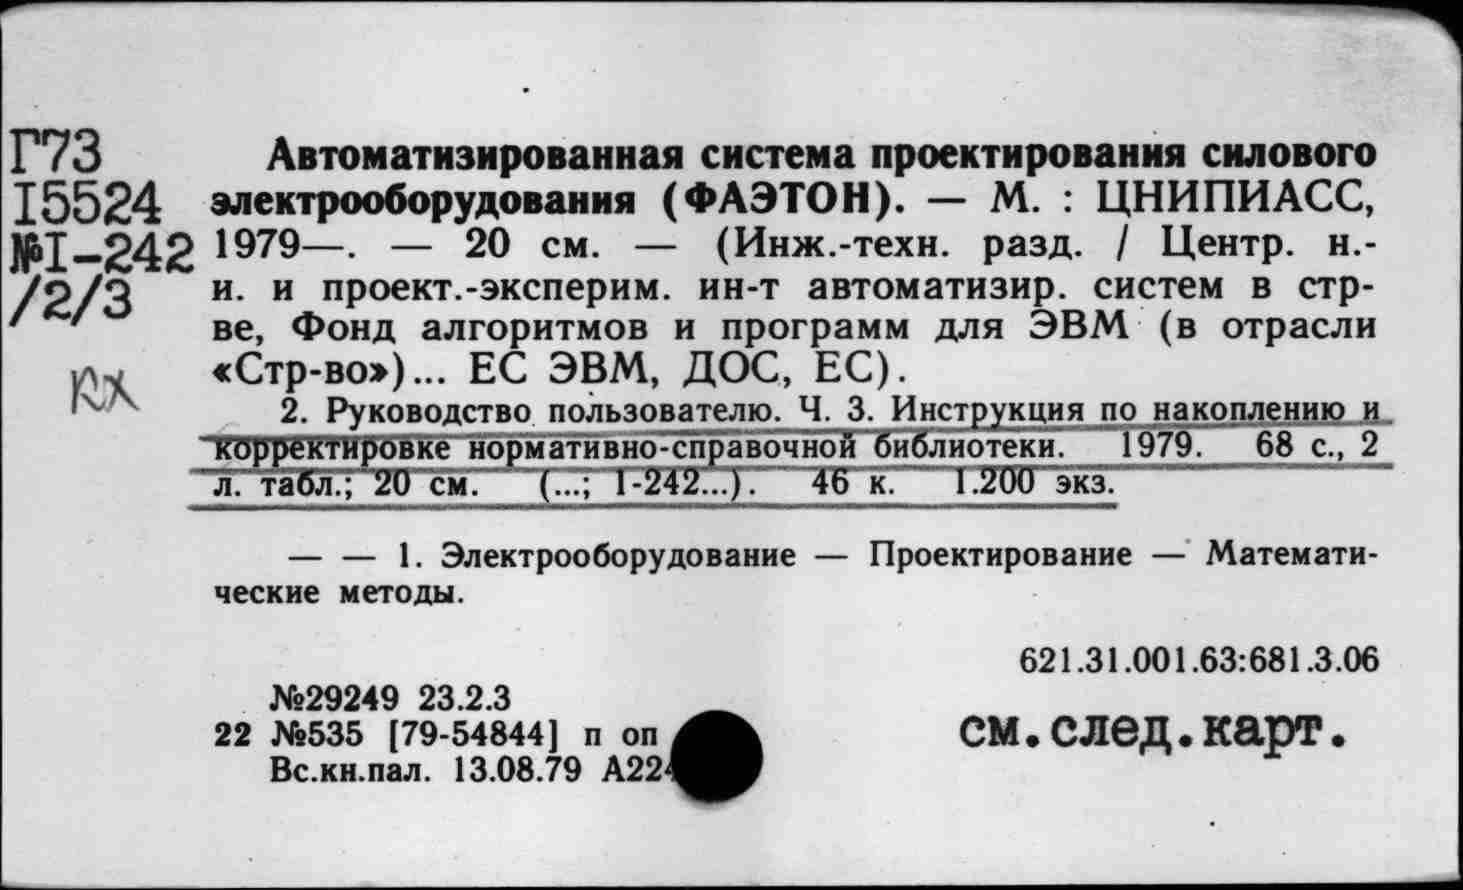 Г73
I5524
№I-242
/2/3
КХ
Автоматизированная система проектирования силового
электрооборудования (ФАЭТОН). — М. : ЦНИПИАСС,
1979—. — 20 см. — (Инж.-техн. разд. / Центр. н.-
и. и проект.-эксперим. ин-т автоматизир. систем в стр-
ве, Фонд алгоритмов и программ для ЭВМ (в отрасли
«Стр-во»)... ЕС ЭВМ, ДОС, ЕС).
2. Руководство пользователю. Ч. 3. Инструкция по накоплению и
корректировке нормативно-справочной библиотеки. 1979. 68 с., 2
л. табл.; 20 см. (...; 1-242...). 46 к. 1.200 экз.
— — 1. Электрооборудование — Проектирование — Математи-
ческие методы.
621.31.001.63:681.3.06
№29249 23.2.3
22 №535 [79-54844] п оп
Вс.кн.пал. 13.08.79 А22
см.след.карт.